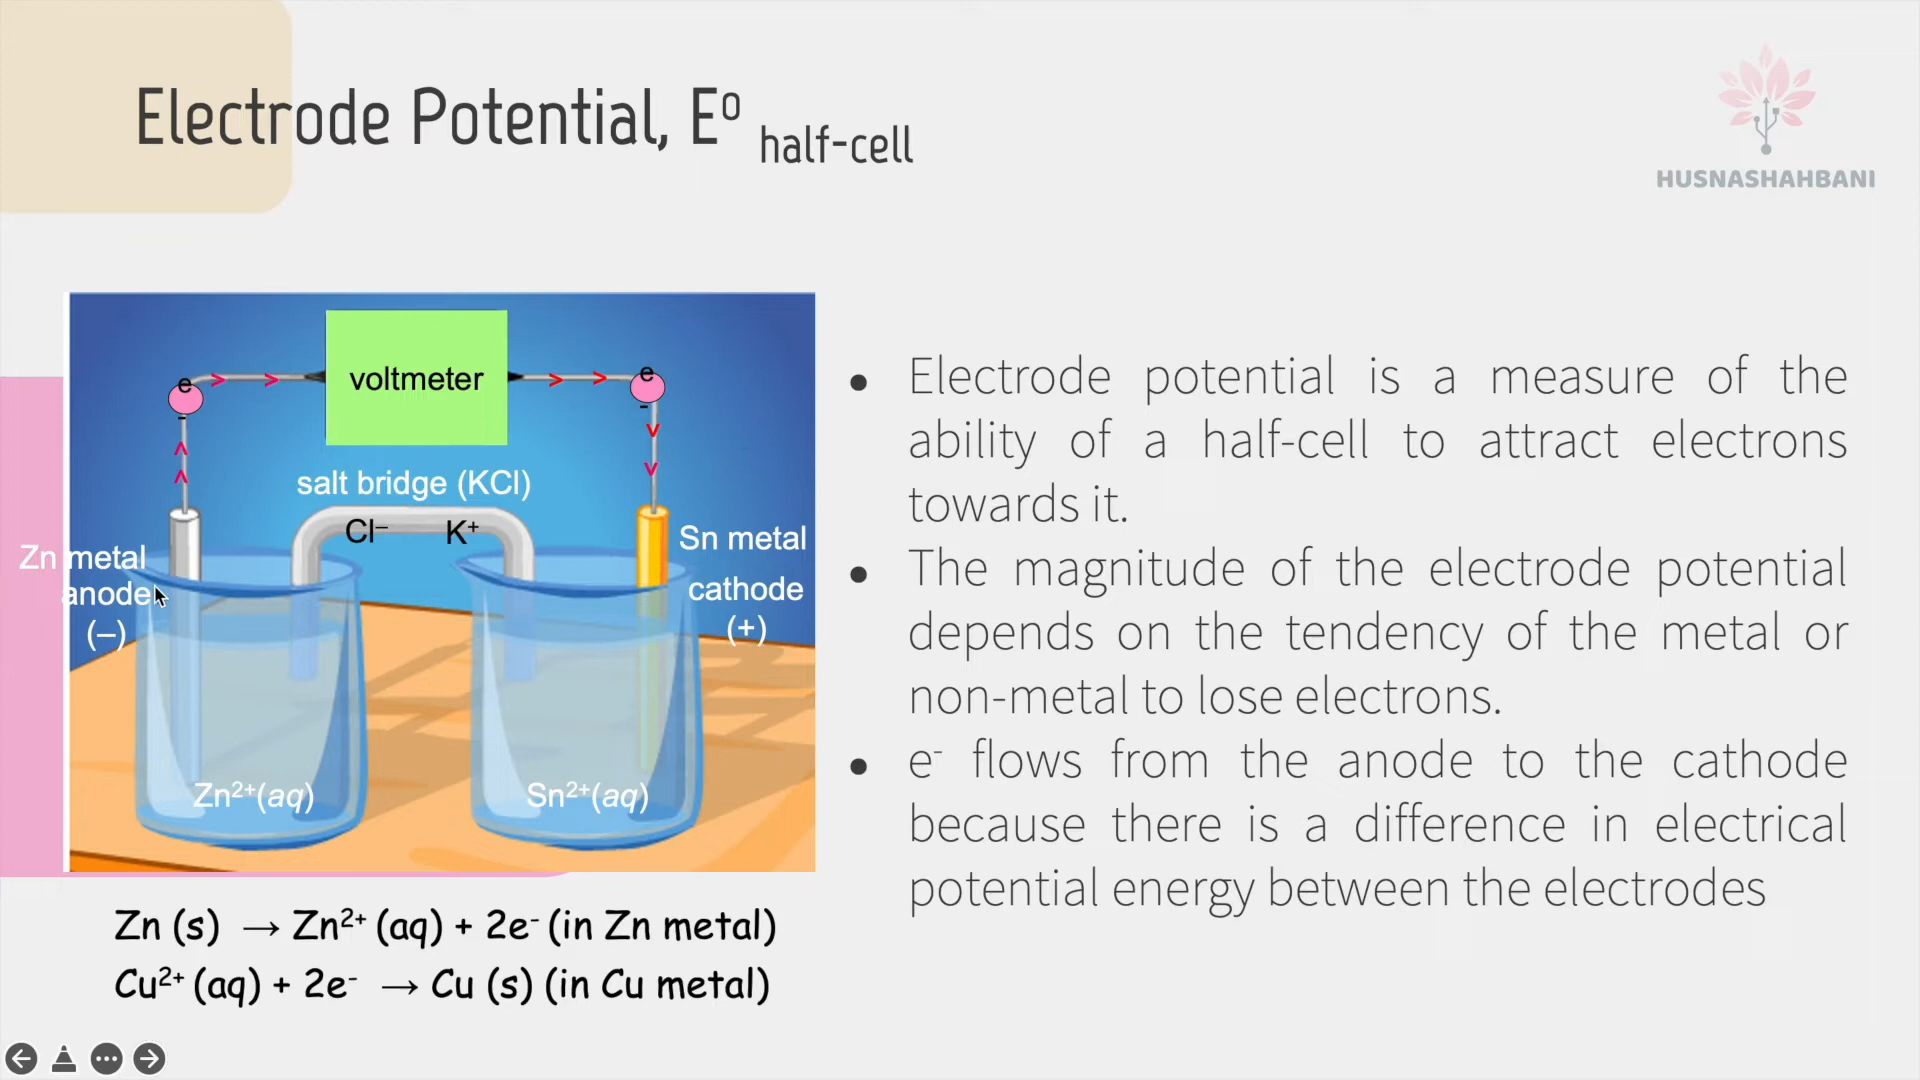 Electrode Potential, Eº half-cell
HUSNASHAHBANI
voltmeter
e
-
e
-
salt bridge (KCl)
Cl⁻ K⁺
Zn metal
anode
(–)
Sn metal
cathode
(+)
Zn²⁺(aq)
Sn²⁺(aq)
Zn (s) → Zn²⁺ (aq) + 2e⁻ (in Zn metal)
Cu²⁺ (aq) + 2e⁻ → Cu (s) (in Cu metal)
• Electrode potential is a measure of the
ability of a half-cell to attract electrons
towards it.
• The magnitude of the electrode potential
depends on the tendency of the metal or
non-metal to lose electrons.
• e⁻ flows from the anode to the cathode
because there is a difference in electrical
potential energy between the electrodes